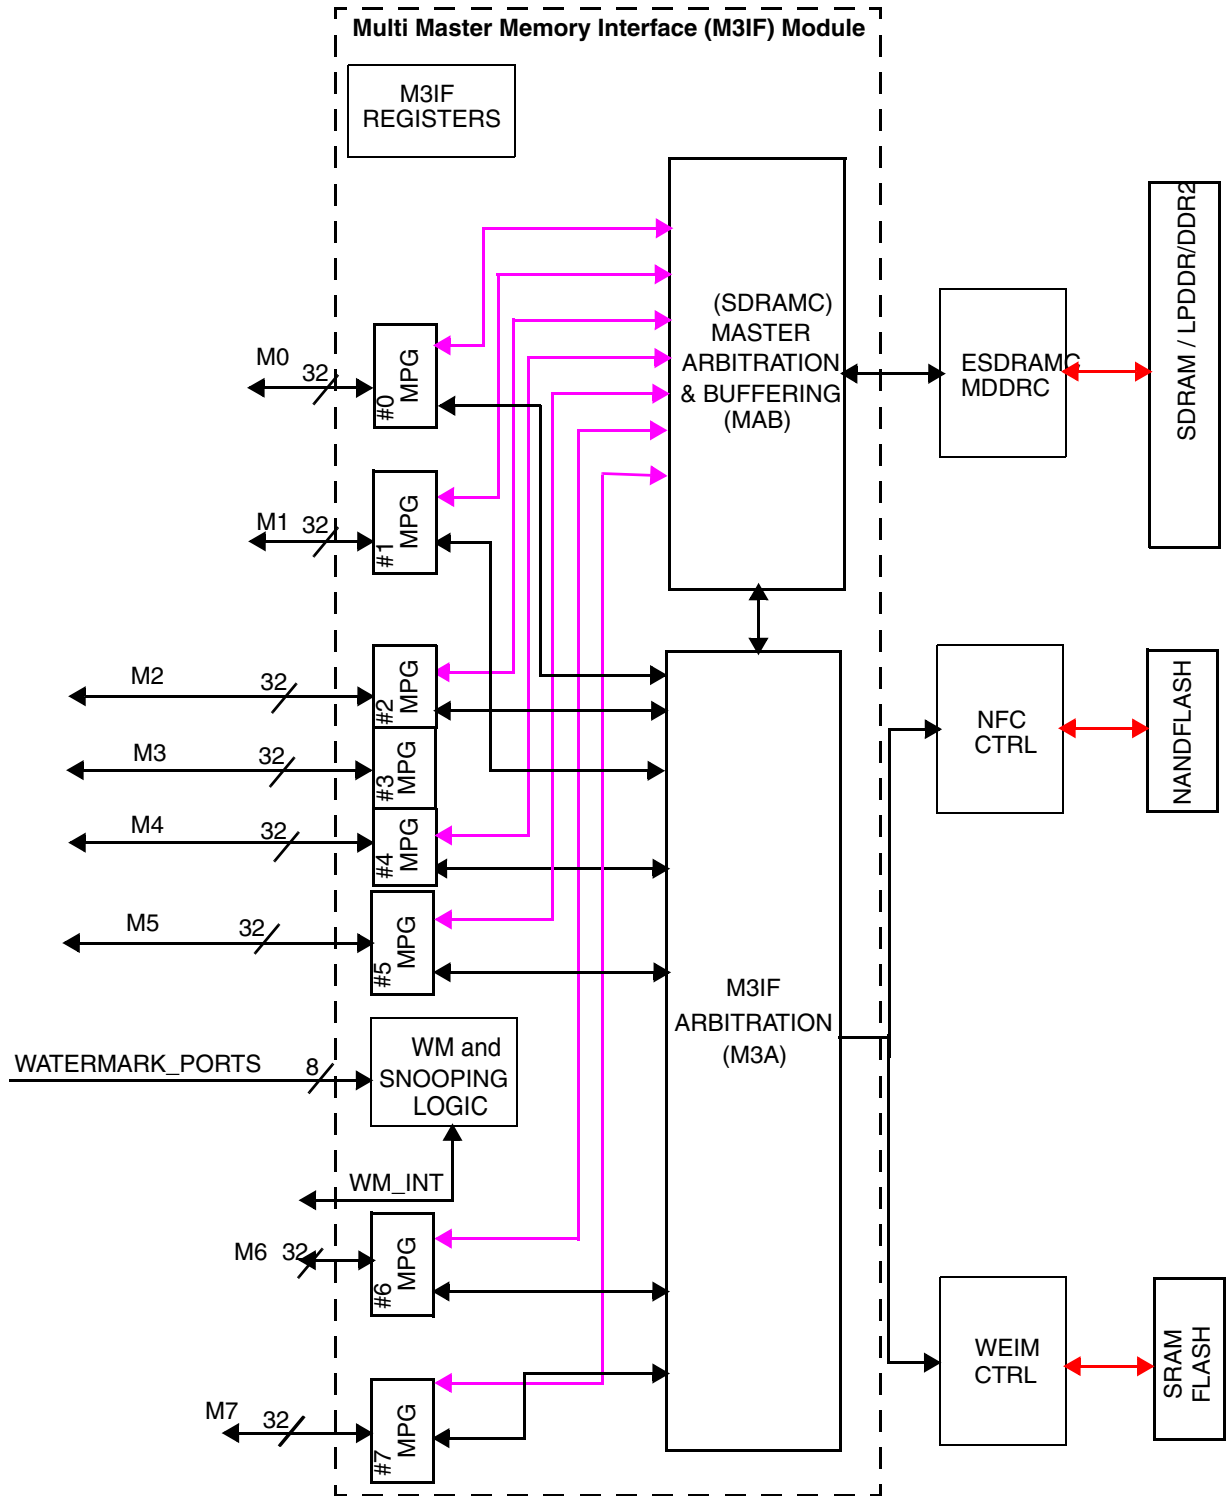 Multi Master Memory Interface (M3IF) Module
M3IF
REGISTERS
(SDRAMC)
MASTER
ARBITRATION
& BUFFERING
(MAB)
ESDRAMC
MDDRC
SDRAM / LPDDR/DDR2
M0
32
#0
MPG
M1
32
#1
MPG
M2
32
#2
MPG
M3
32
#3
MPG
M4
32
#4
MPG
M5
32
#5
MPG
NFC
CTRL
NANDFLASH
M3IF
ARBITRATION
(M3A)
WATERMARK_PORTS
8
WM and
SNOOPING
LOGIC
WM_INT
M6
32
#6
MPG
WEIM
CTRL
SRAM
FLASH
M7
32
#7
MPG